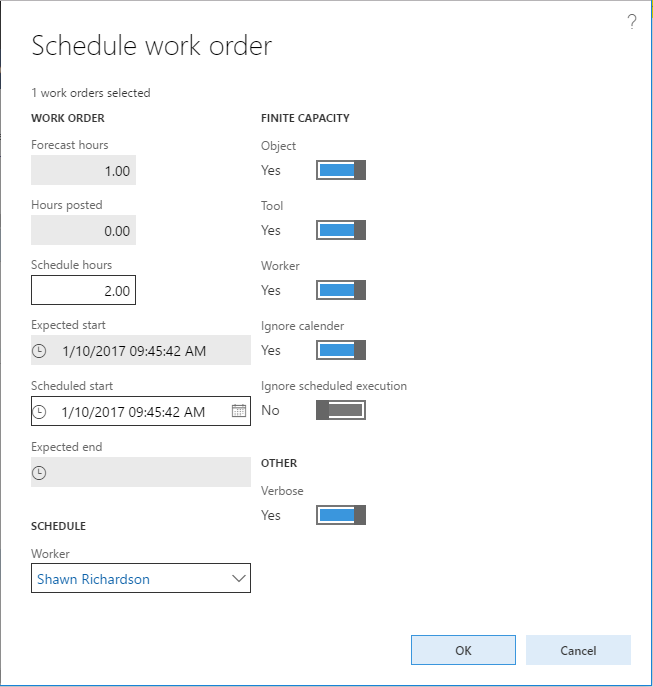 ?
Schedule work order
1 work orders selected
WORK ORDER
Forecast hours
1.00
Hours posted
0.00
Schedule hours
2.00
Expected start
1/10/2017 09:45:42 AM
Scheduled start
1/10/2017 09:45:42 AM
Expected end
SCHEDULE
Worker
Shawn Richardson
FINITE CAPACITY
Object
Yes
Tool
Yes
Worker
Yes
Ignore calender
Yes
Ignore scheduled execution
No
OTHER
Verbose
Yes
OK
Cancel